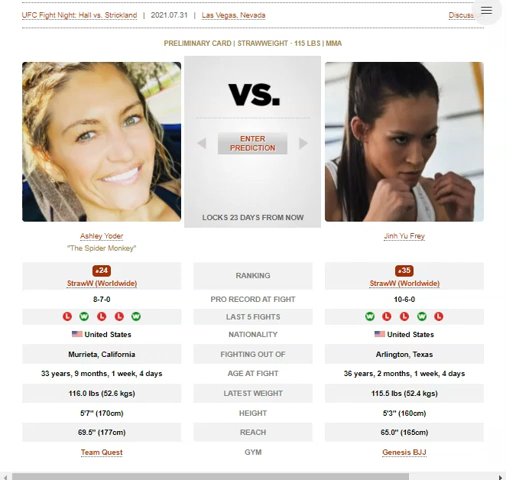 UFC Fight Night: Hall vs. Strickland | 2021.07.31 | Las Vegas, Nevada
PRELIMINARY CARD | STRAWWEIGHT · 115 LBS | MMA
VS.
ENTER
PREDICTION
LOCKS 23 DAYS FROM NOW
Ashley Yoder Jinh Yu Frey
"The Spider Monkey"
#24 RANKING #35
StrawW (Worldwide) StrawW (Worldwide)
8-7-0 PRO RECORD AT FIGHT 10-6-0
L W L L W LAST 5 FIGHTS W L L W L
United States NATIONALITY United States
Murrieta, California FIGHTING OUT OF Arlington, Texas
33 years, 9 months, 1 week, 4 days AGE AT FIGHT 36 years, 2 months, 1 week, 4 days
116.0 lbs (52.6 kgs) LATEST WEIGHT 115.5 lbs (52.4 kgs)
5'7" (170cm) HEIGHT 5'3" (160cm)
69.5" (177cm) REACH 65.0" (165cm)
Team Quest GYM Genesis BJJ